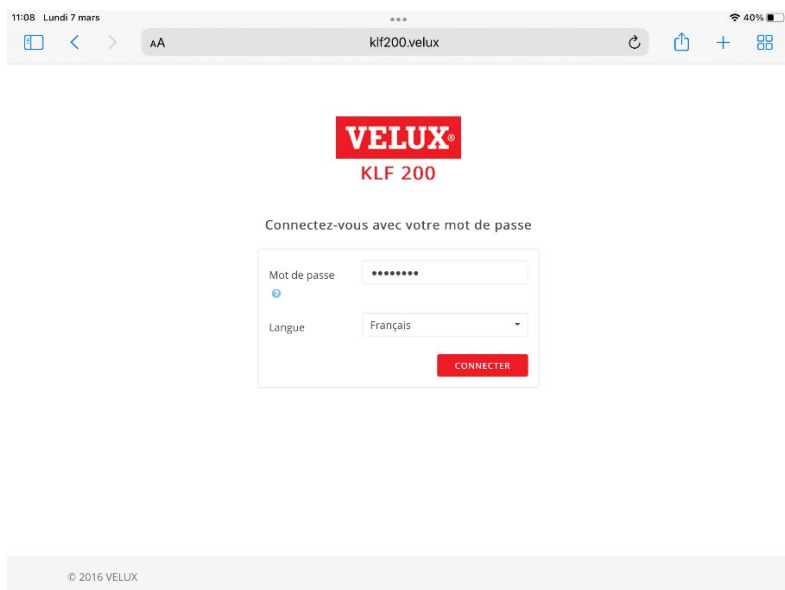 11:08 Lundi 7 mars
40%
AA
klf200.velux
VELUX®
KLF 200
Connectez-vous avec votre mot de passe
Mot de passe
••••••••
?
Langue
Français
CONNECTER
© 2016 VELUX